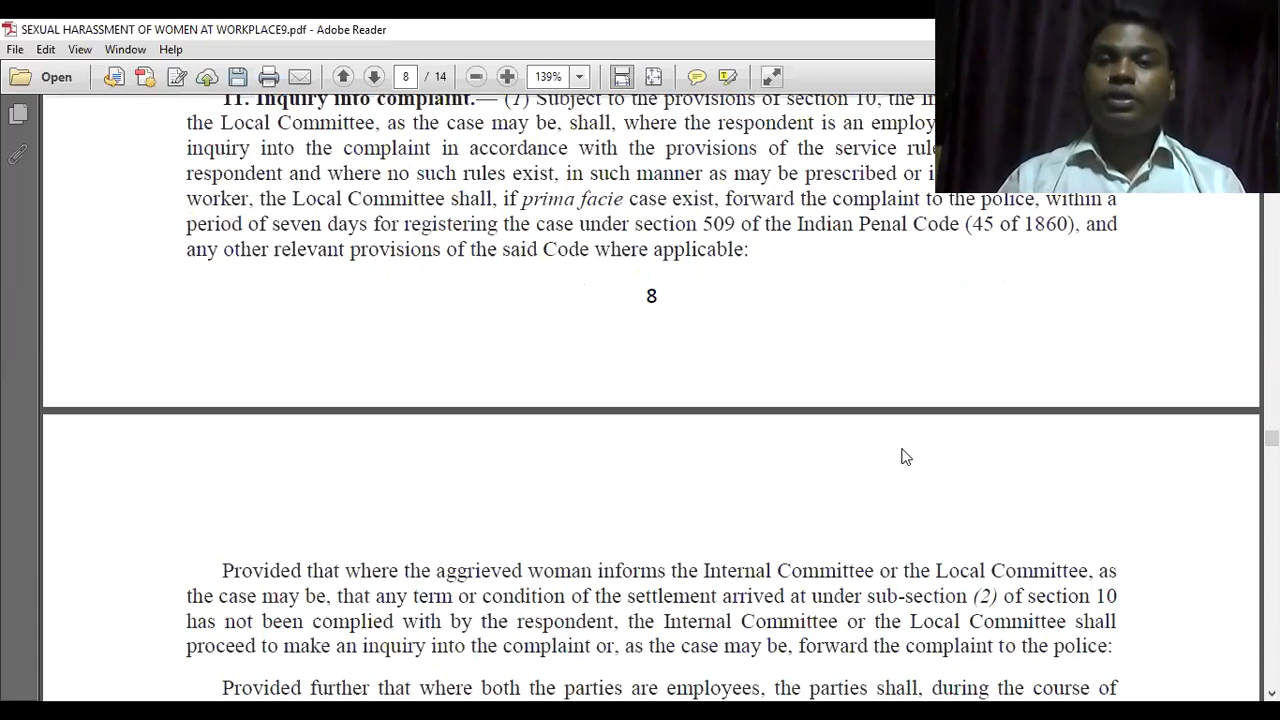 SEXUAL HARASSMENT OF WOMEN AT WORKPLACE9.pdf - Adobe Reader
File Edit View Window Help
Open 8 / 14 139%
11. Inquiry into complaint.— (1) Subject to the provisions of section 10, the
the Local Committee, as the case may be, shall, where the respondent is an
inquiry into the complaint in accordance with the provisions of the service
respondent and where no such rules exist, in such manner as may be prescribed or
worker, the Local Committee shall, if prima facie case exist, forward the complaint to the police, within a
period of seven days for registering the case under section 509 of the Indian Penal Code (45 of 1860), and
any other relevant provisions of the said Code where applicable:
8
Provided that where the aggrieved woman informs the Internal Committee or the Local Committee, as
the case may be, that any term or condition of the settlement arrived at under sub-section (2) of section 10
has not been complied with by the respondent, the Internal Committee or the Local Committee shall
proceed to make an inquiry into the complaint or, as the case may be, forward the complaint to the police:
Provided further that where both the parties are employees, the parties shall, during the course of